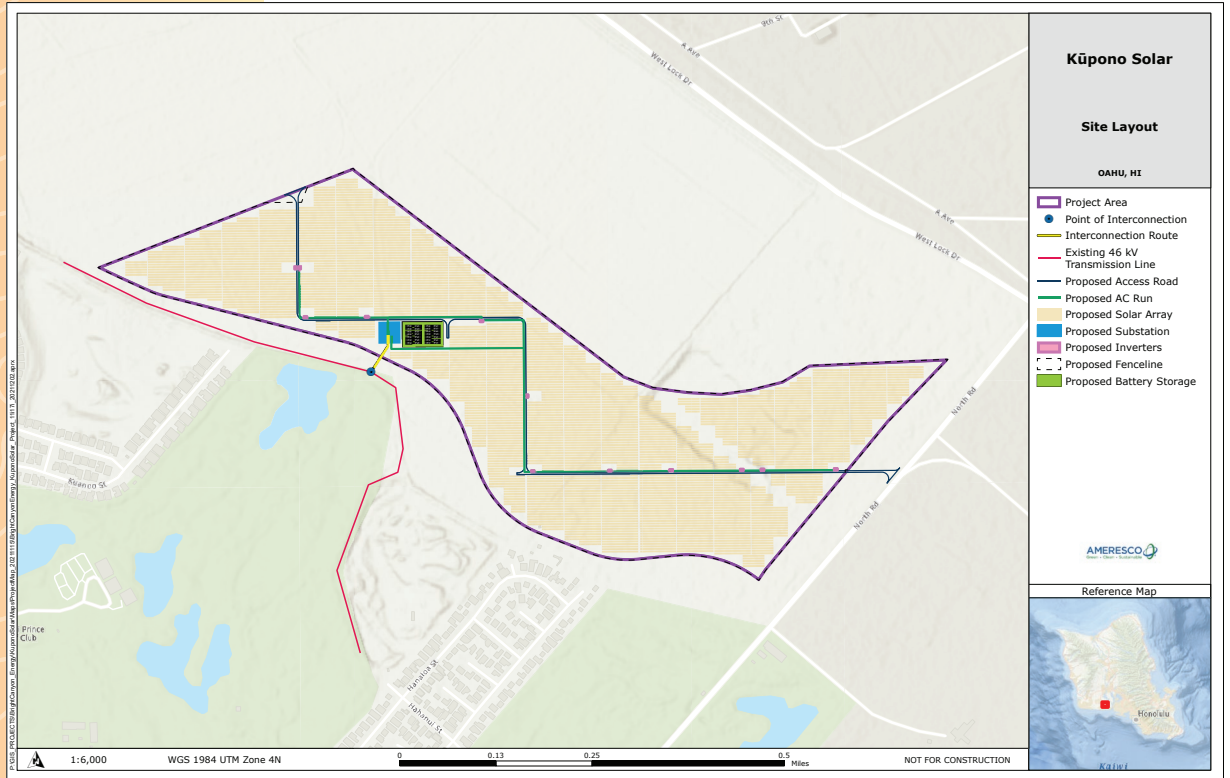 Kūpono Solar
Site Layout
OAHU, HI
Project Area
Point of Interconnection
Interconnection Route
Existing 46 kV
Transmission Line
Proposed Access Road
Proposed AC Run
Proposed Solar Array
Proposed Substation
Proposed Inverters
Proposed Fenceline
Proposed Battery Storage
AMERESCO
Reference Map
Honolulu
Kaiwi
9th St
A Ave
West Lock Dr
A Ave
West Lock Dr
North Rd
North Rd
Kuanoo St
Prince
Club
Hanaloa St
Hahanui St
WGS 1984 UTM Zone 4N
0
0.13
0.25
0.5
Miles
NOT FOR CONSTRUCTION